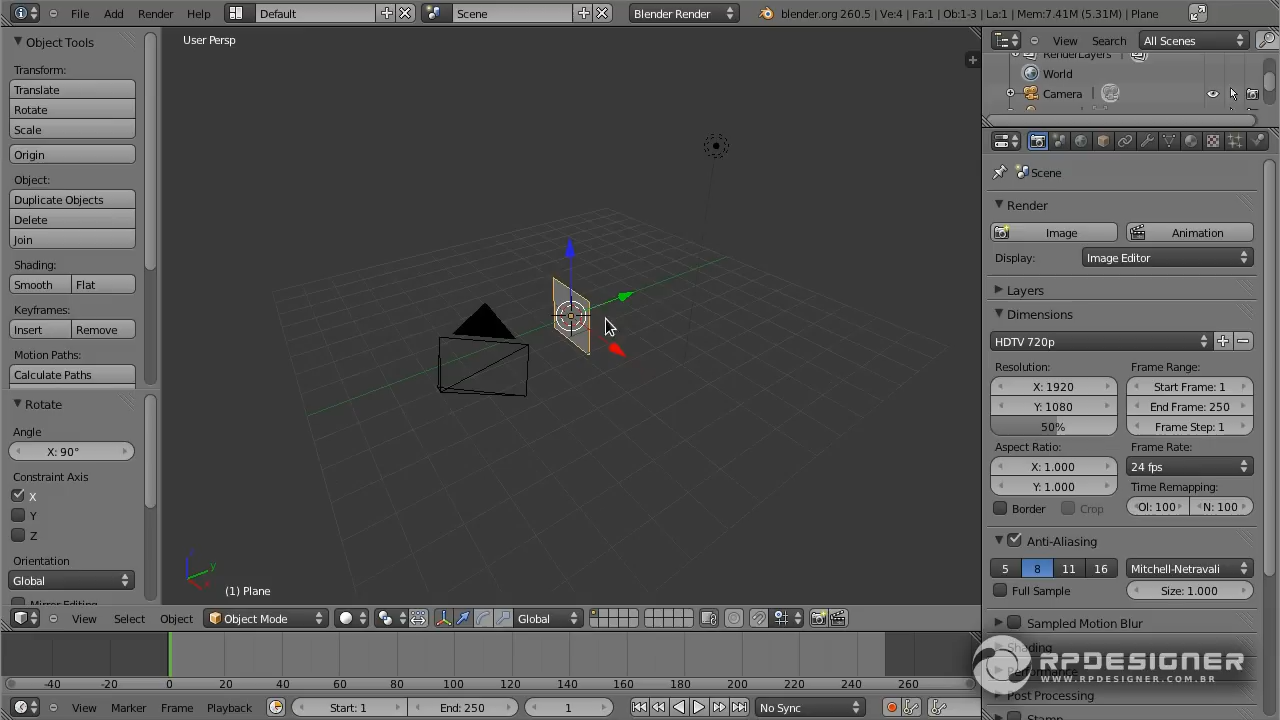 File Add Render Help Default Scene Blender Render blender.org 260.5 | Ve:4 | Fa:1 | Ob:1-3 | La:1 | Mem:7.41M (5.31M) | Plane
Object Tools
Transform:
Translate
Rotate
Scale
Origin
Object:
Duplicate Objects
Delete
Join
Shading:
Smooth Flat
Keyframes:
Insert Remove
Motion Paths:
Calculate Paths
Rotate
Angle
X: 90°
Constraint Axis
X
Y
Z
Orientation
Global
Mirror Editing
User Persp
y
(1) Plane
View Select Object Object Mode Global
-40 -20 0 20 40 60 80 100 120 140 160 180 200 220 240 260
View Marker Frame Playback Start: 1 End: 250 1 No Sync
View Search All Scenes
RenderLayers |
World
Camera |
Scene
Render
Image Animation
Display: Image Editor
Layers
Dimensions
HDTV 720p
Resolution: Frame Range:
X: 1920 Start Frame: 1
Y: 1080 End Frame: 250
50% Frame Step: 1
Aspect Ratio: Frame Rate:
X: 1.000 24 fps
Y: 1.000 Time Remapping:
Border Crop Ol: 100 N: 100
Anti-Aliasing
5 8 11 16 Mitchell-Netravali
Full Sample Size: 1.000
Sampled Motion Blur
Shading
Performance
Post Processing
Stamp
RPDESIGNER
WWW.RPDESIGNER.COM.BR